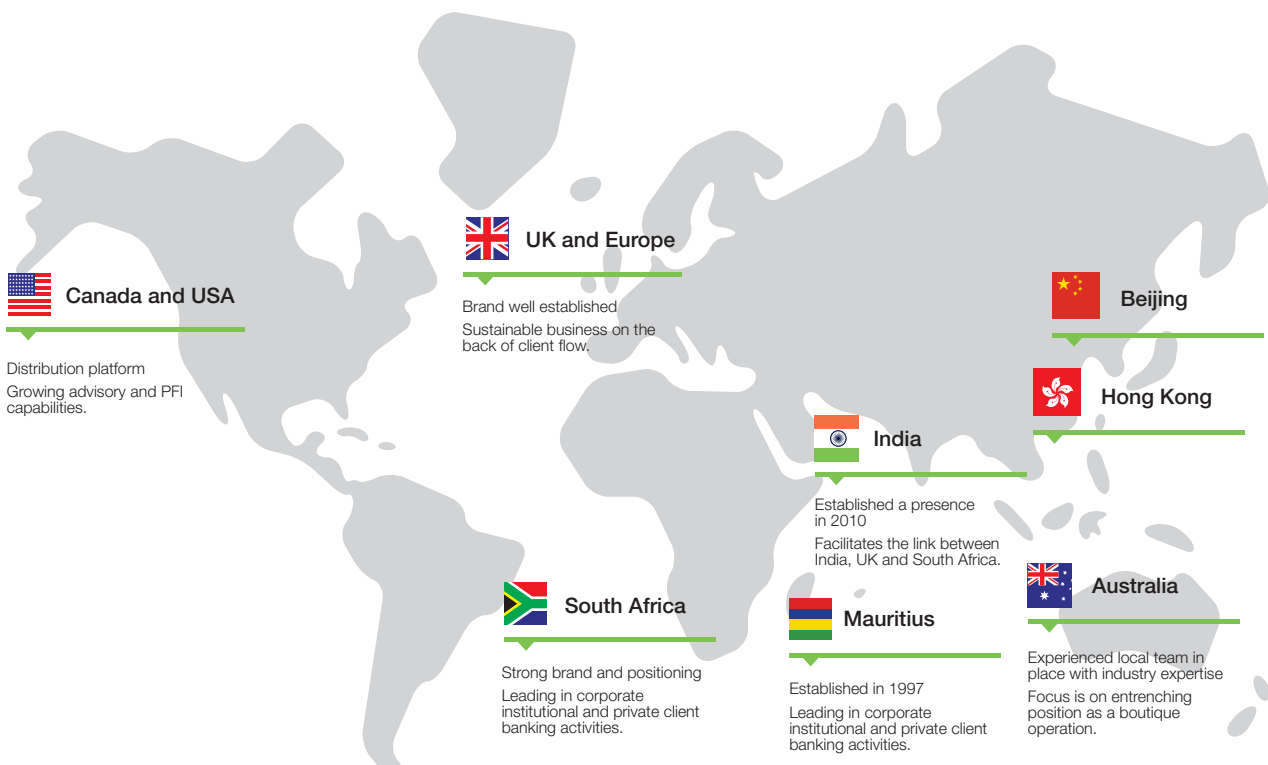 UK and Europe
Brand well established
Sustainable business on the
back of client flow.
Canada and USA
Distribution platform
Growing advisory and PFI
capabilities.
Beijing
Hong Kong
India
Established a presence
in 2010
Facilitates the link between
India, UK and South Africa.
South Africa
Strong brand and positioning
Leading in corporate
institutional and private client
banking activities.
Mauritius
Established in 1997
Leading in corporate
institutional and private client
banking activities.
Australia
Experienced local team in
place with industry expertise
Focus is on entrenching
position as a boutique
operation.